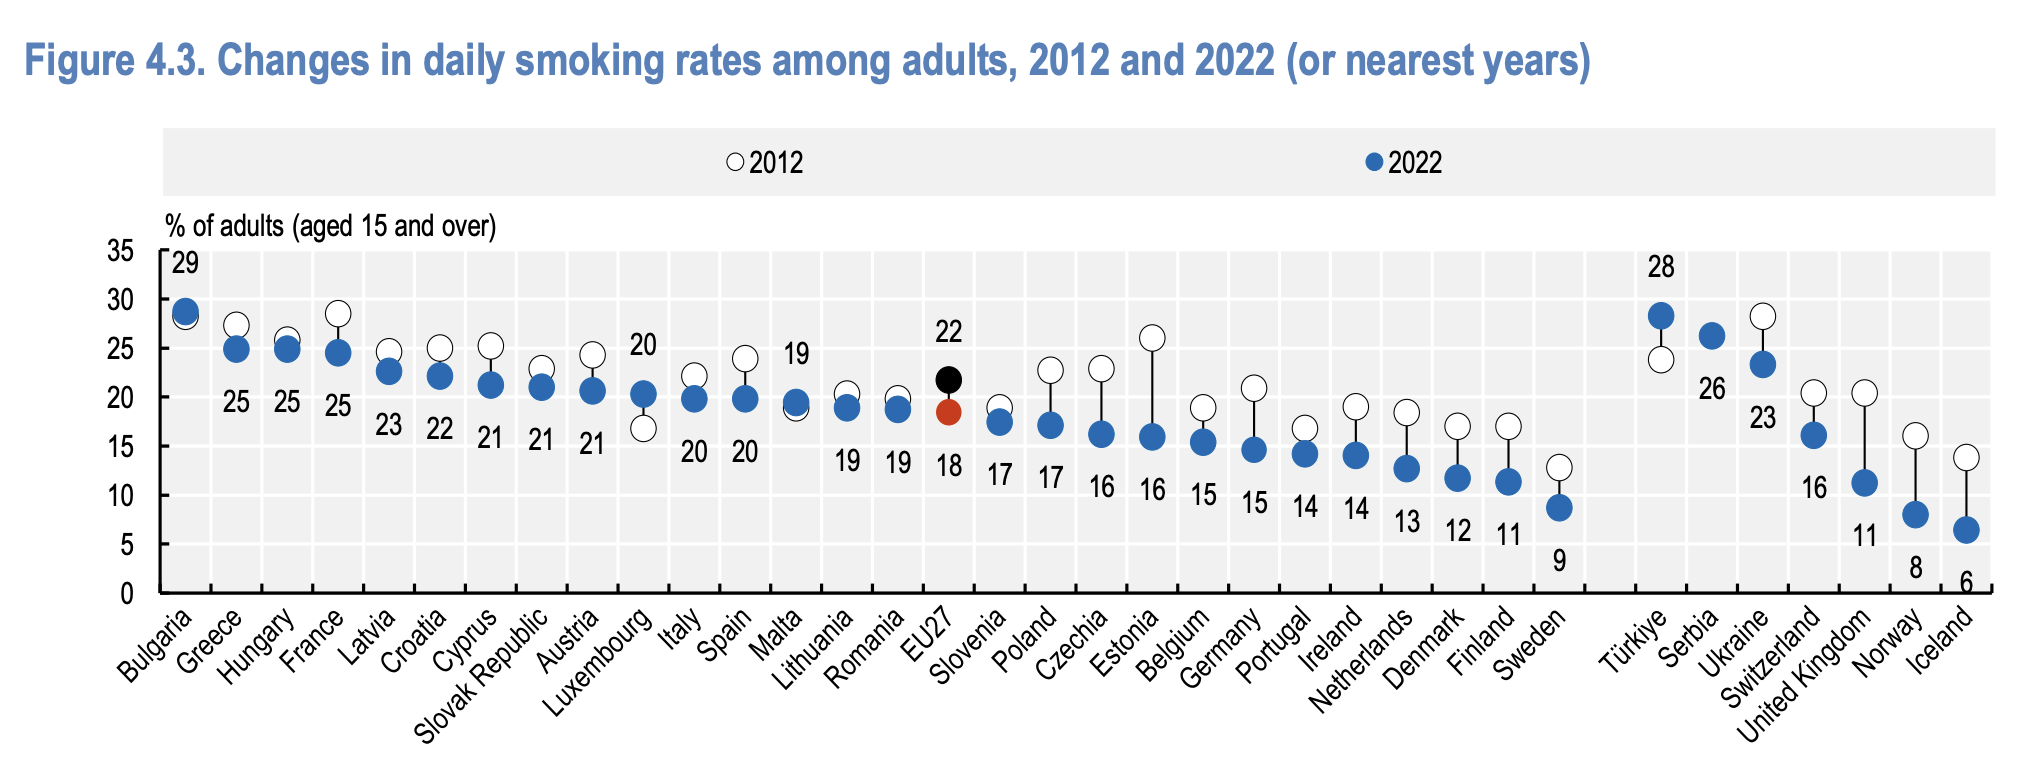 Figure 4.3. Changes in daily smoking rates among adults, 2012 and 2022 (or nearest years)
2012 2022
% of adults (aged 15 and over)
35
30
25
20
15
10
5
0
29 25 25 25 23 22 21 21 21 20 20 20 19 19 19 22 18 17 17 16 16 15 15 14 14 13 12 11 9 28 26 23 16 11 8 6
Bulgaria
Greece
Hungary
France
Latvia
Croatia
Cyprus
Slovak Republic
Austria
Luxembourg
Italy
Spain
Malta
Lithuania
Romania
EU27
Slovenia
Poland
Czechia
Estonia
Belgium
Germany
Portugal
Ireland
Netherlands
Denmark
Finland
Sweden
Türkiye
Serbia
Ukraine
Switzerland
United Kingdom
Norway
Iceland